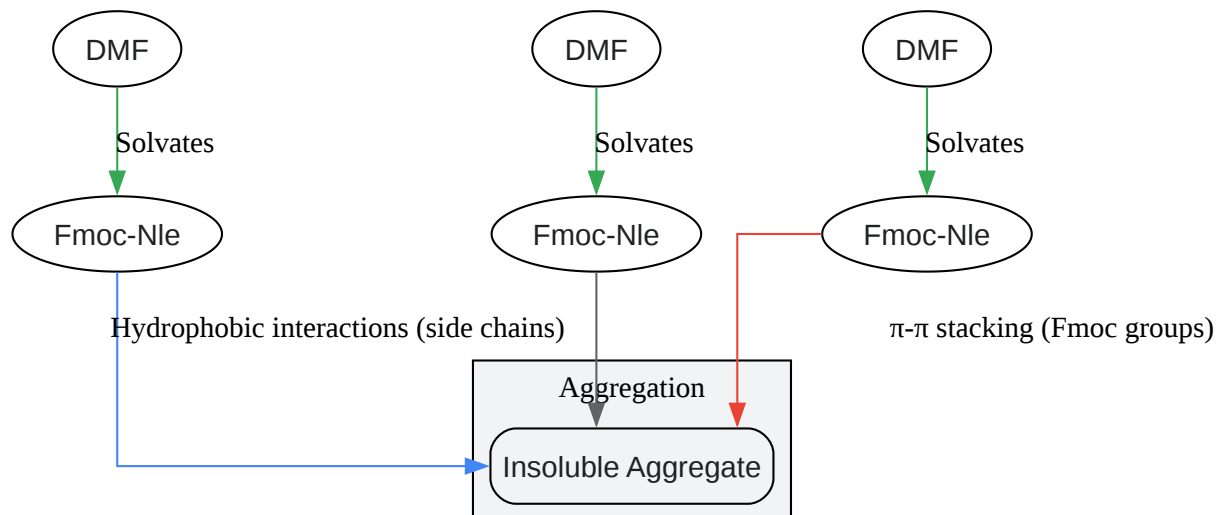 DMF
DMF
DMF
Solvates
Solvates
Solvates
Fmoc-Nle
Fmoc-Nle
Fmoc-Nle
Hydrophobic interactions (side chains)
π-π stacking (Fmoc groups)
Aggregation
Insoluble Aggregate